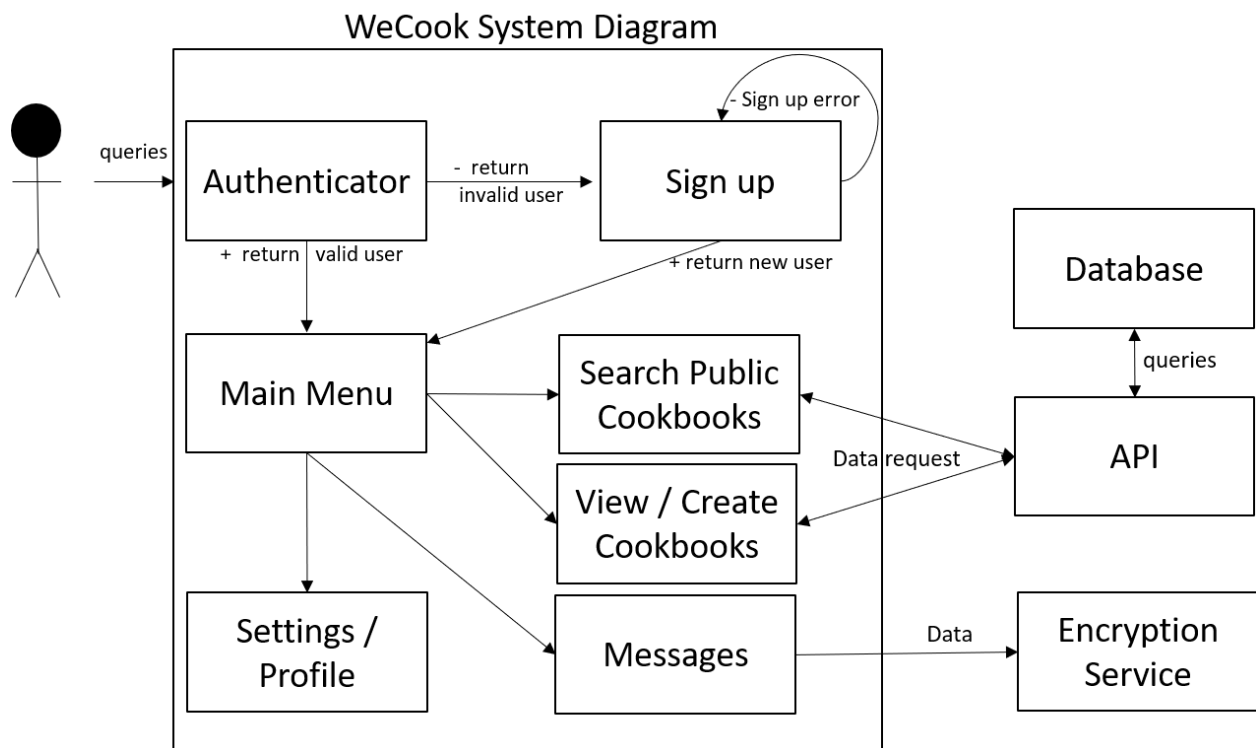 WeCook System Diagram
- Sign up error
queries
Authenticator
- return
invalid user
Sign up
+ return valid user
+ return new user
Database
queries
Main Menu
Search Public
Cookbooks
Data request
API
View / Create
Cookbooks
Settings /
Profile
Messages
Data
Encryption
Service